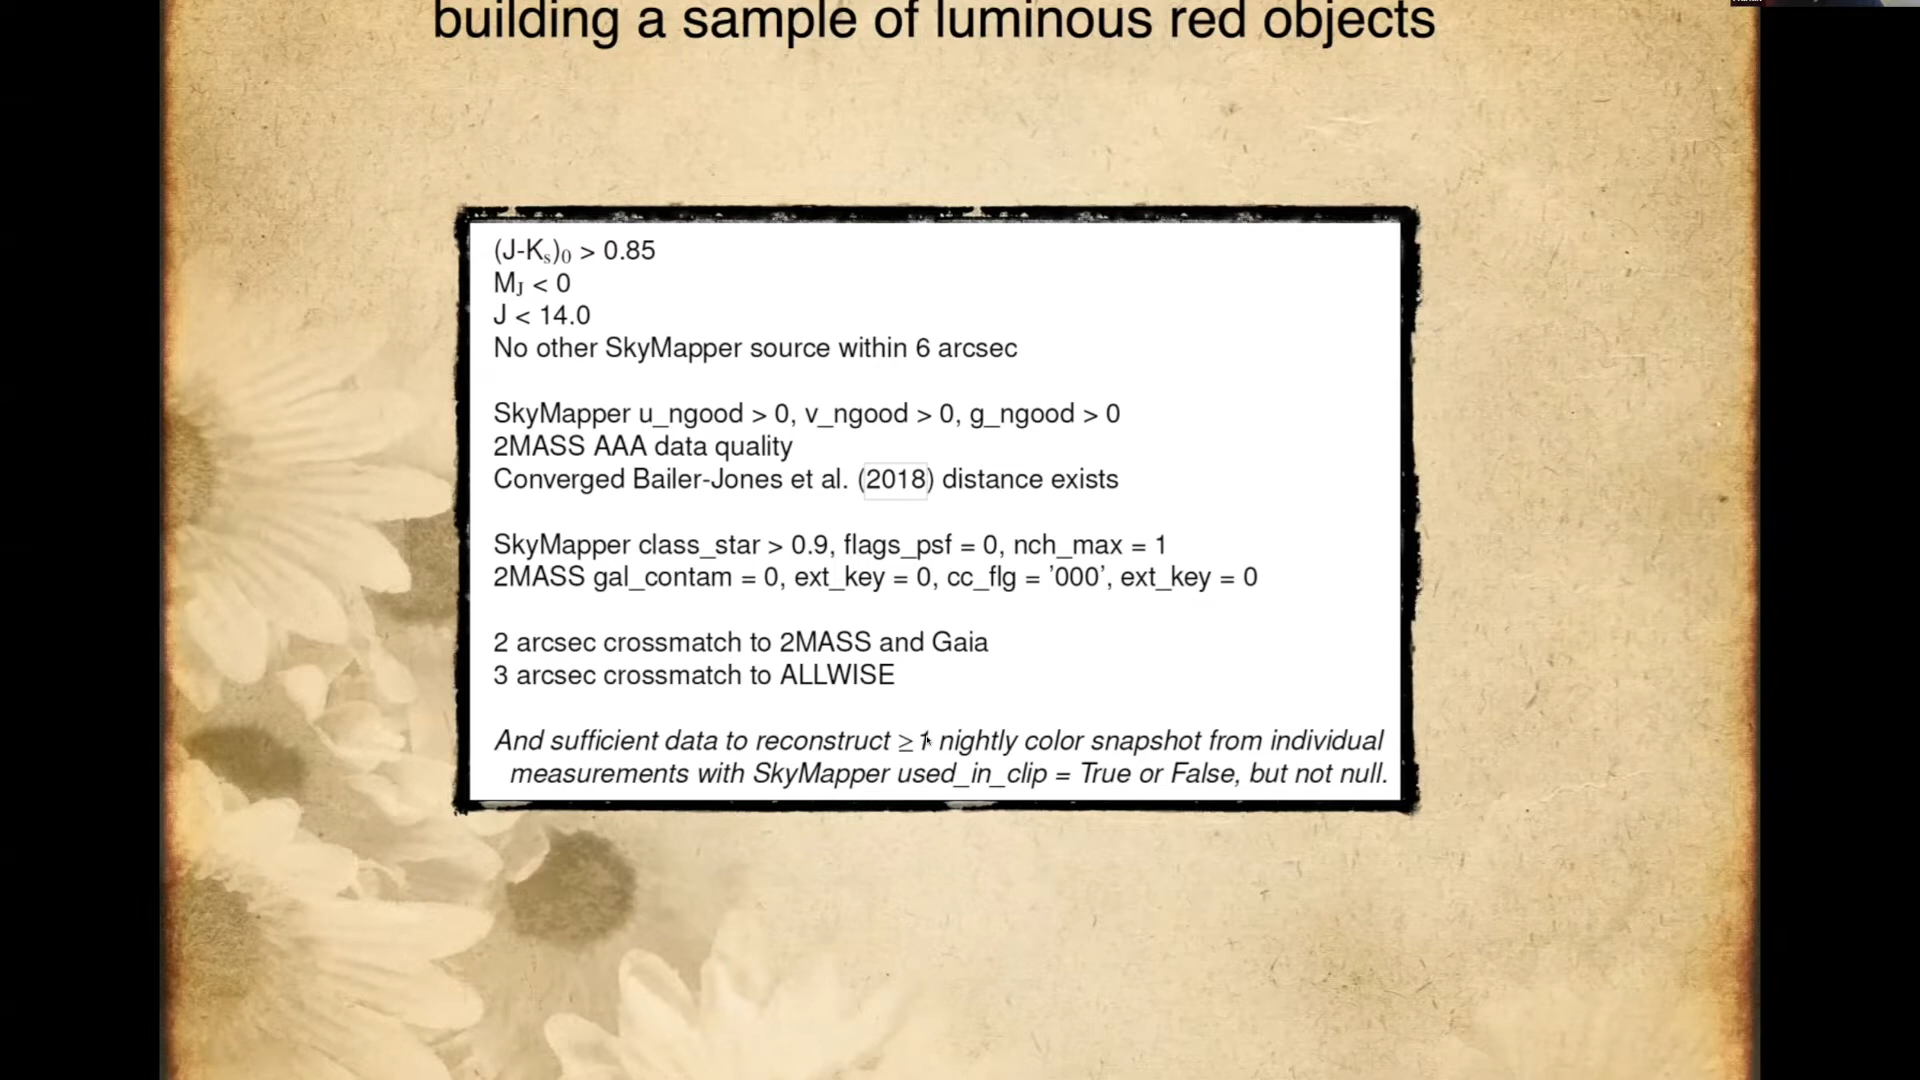 building a sample of luminous red objects
(J-Kₛ)₀ > 0.85
M_J < 0
J < 14.0
No other SkyMapper source within 6 arcsec
SkyMapper u_ngood > 0, v_ngood > 0, g_ngood > 0
2MASS AAA data quality
Converged Bailer-Jones et al. (2018) distance exists
SkyMapper class_star > 0.9, flags_psf = 0, nch_max = 1
2MASS gal_contam = 0, ext_key = 0, cc_flg = ’000’, ext_key = 0
2 arcsec crossmatch to 2MASS and Gaia
3 arcsec crossmatch to ALLWISE
And sufficient data to reconstruct ≥ 1 nightly color snapshot from individual
measurements with SkyMapper used_in_clip = True or False, but not null.